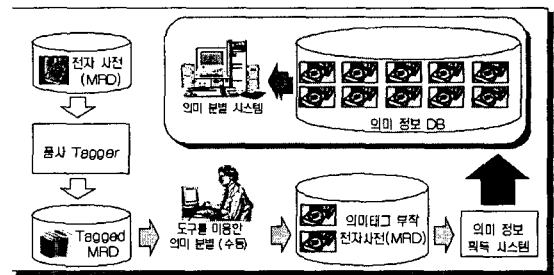 전자 사전
(MRD)
의미 분별 시스템
의미 정보 DB
품사 Tagger
Tagged
MRD
도구를 이용한
의미 분별 (수동)
의미태그 부착
전자사전(MRD)
의미 정보
획득 시스템